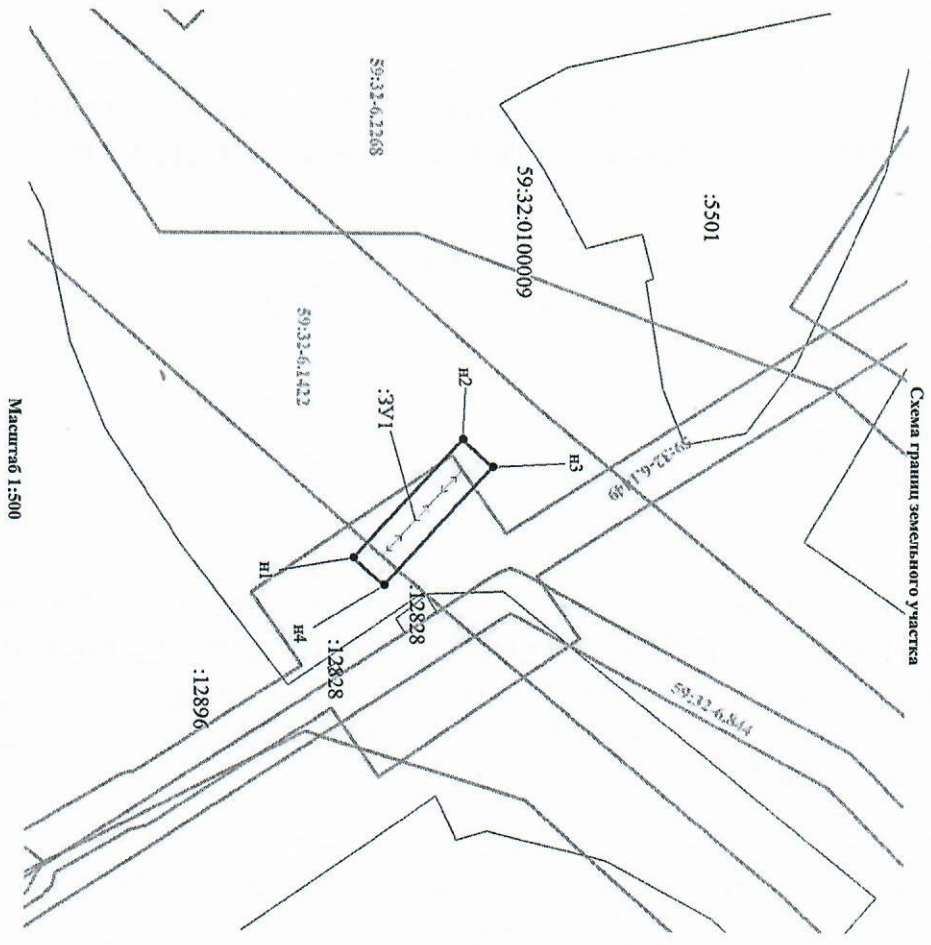 Схема границ земельного участка
:5501
59:32-6.2268
59:32:0100009
59:32-6.1422
59:32-6.1149
н2
н3
:ЗУ1
н1
н4
:12828
:12828
:12896
59:32-6.844
Масштаб 1:500